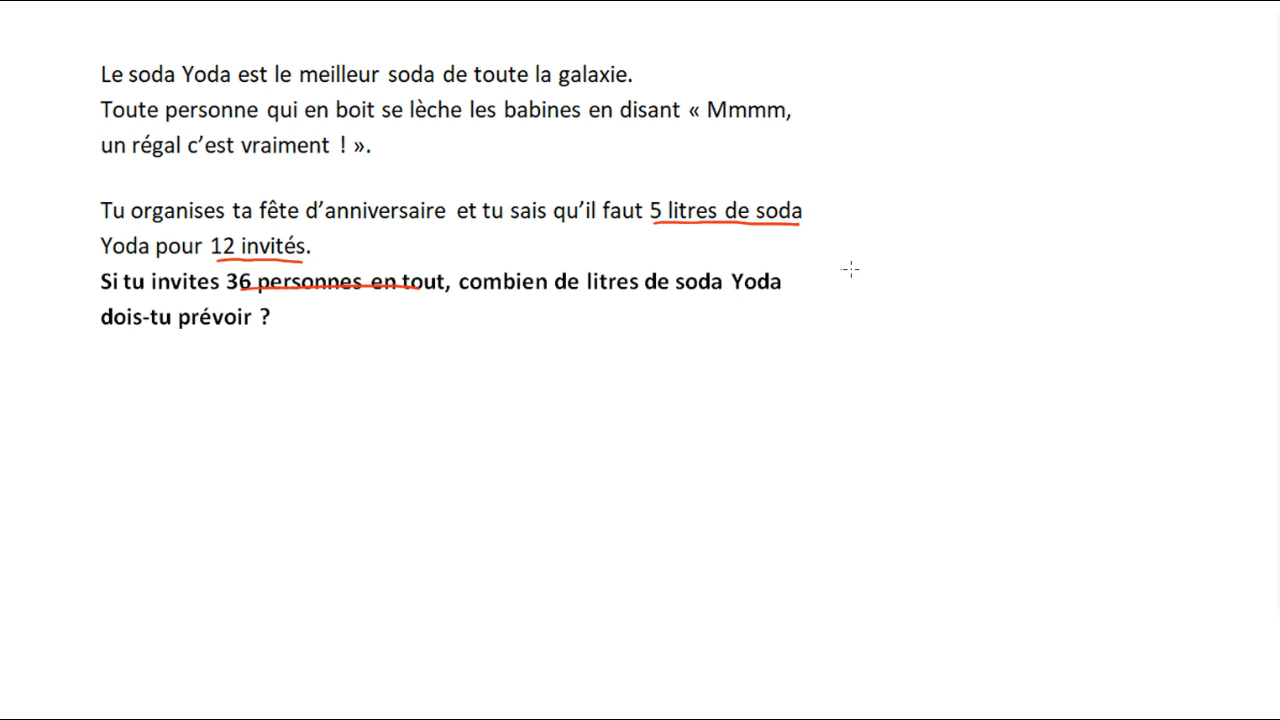 Le soda Yoda est le meilleur soda de toute la galaxie.
Toute personne qui en boit se lèche les babines en disant « Mmmm,
un régal c’est vraiment ! ».
Tu organises ta fête d’anniversaire et tu sais qu’il faut 5 litres de soda
Yoda pour 12 invités.
Si tu invites 36 personnes en tout, combien de litres de soda Yoda
dois-tu prévoir ?